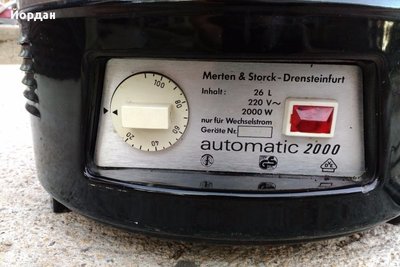 Йордан
Merten & Storck-Drensteinfurt
Inhalt: 26 L
220 V~
2000 W
nur für Wechselstrom
Geräte Nr.
automatic 2000
100
80
60
40
20
GS